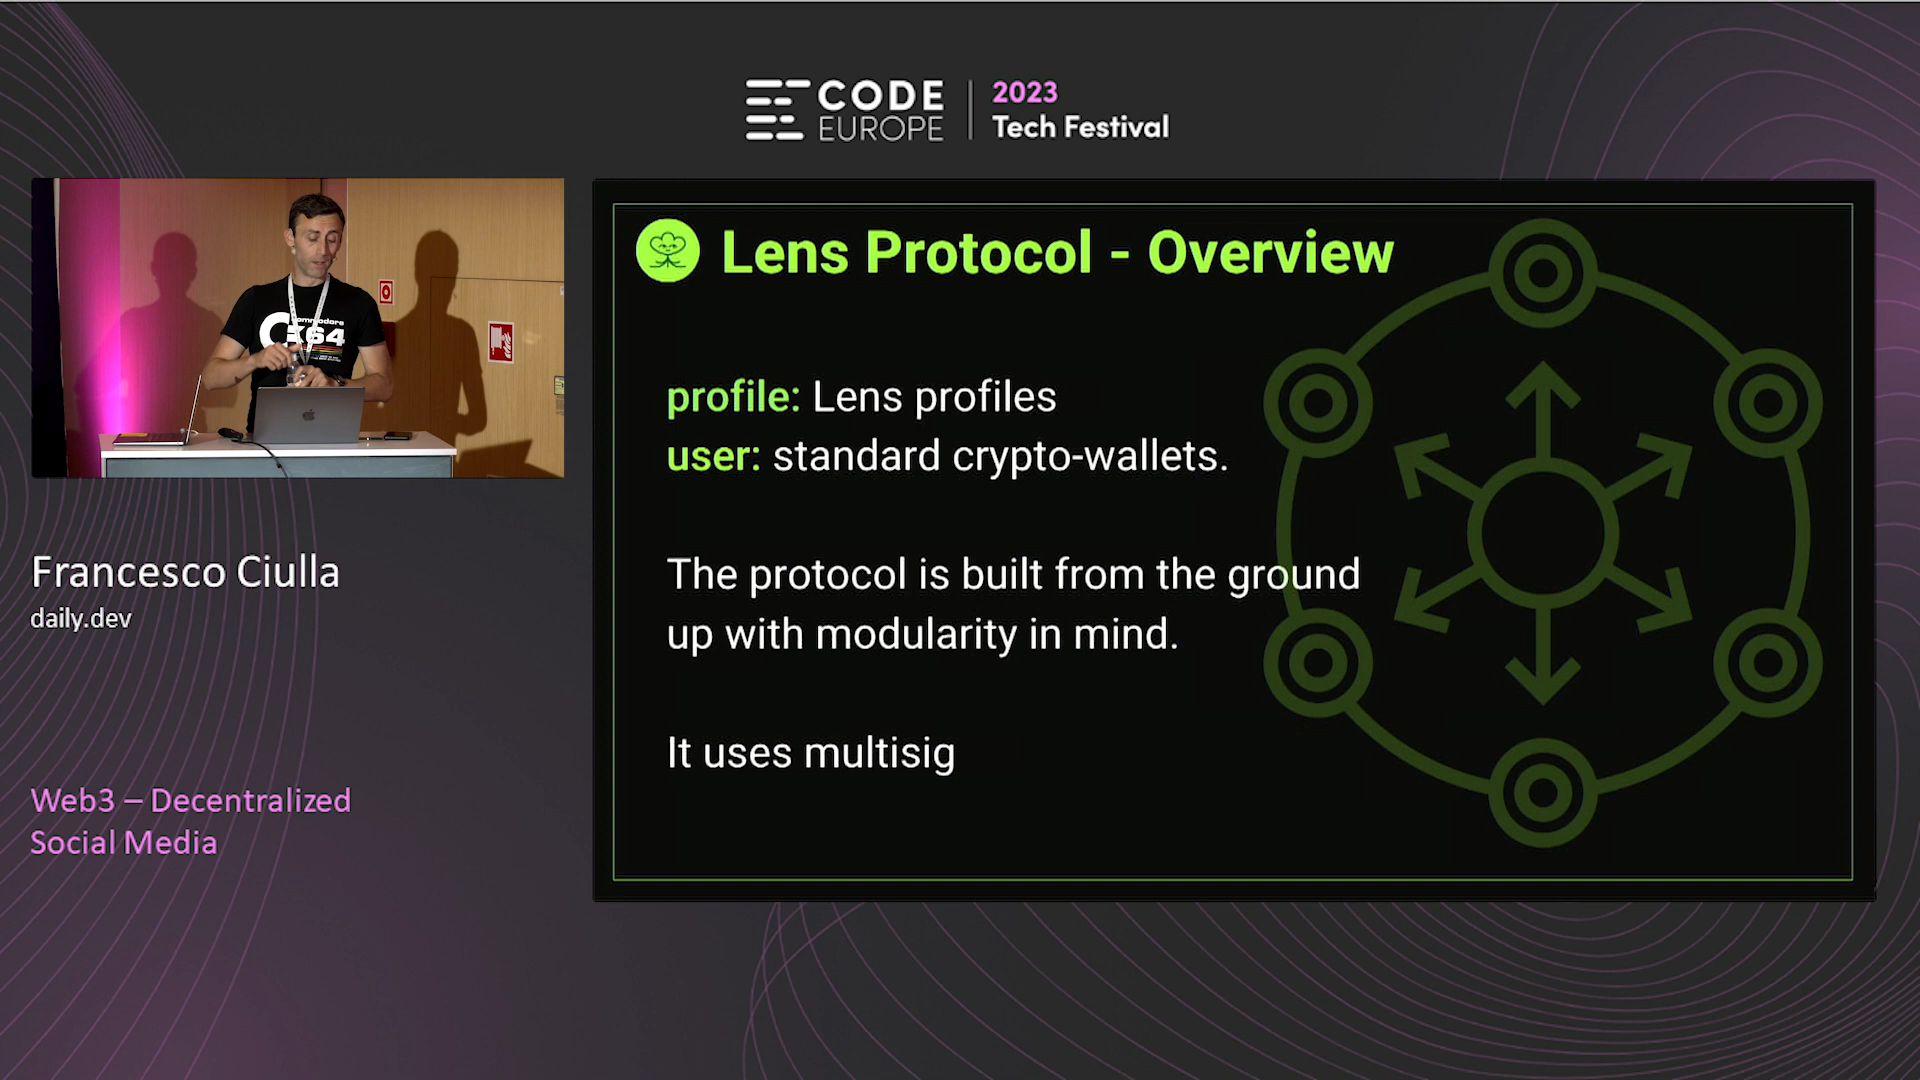 CODE
EUROPE
2023
Tech Festival
commodore
C64
Lens Protocol - Overview
profile: Lens profiles
user: standard crypto-wallets.
The protocol is built from the ground
up with modularity in mind.
It uses multisig
Francesco Ciulla
daily.dev
Web3 – Decentralized
Social Media